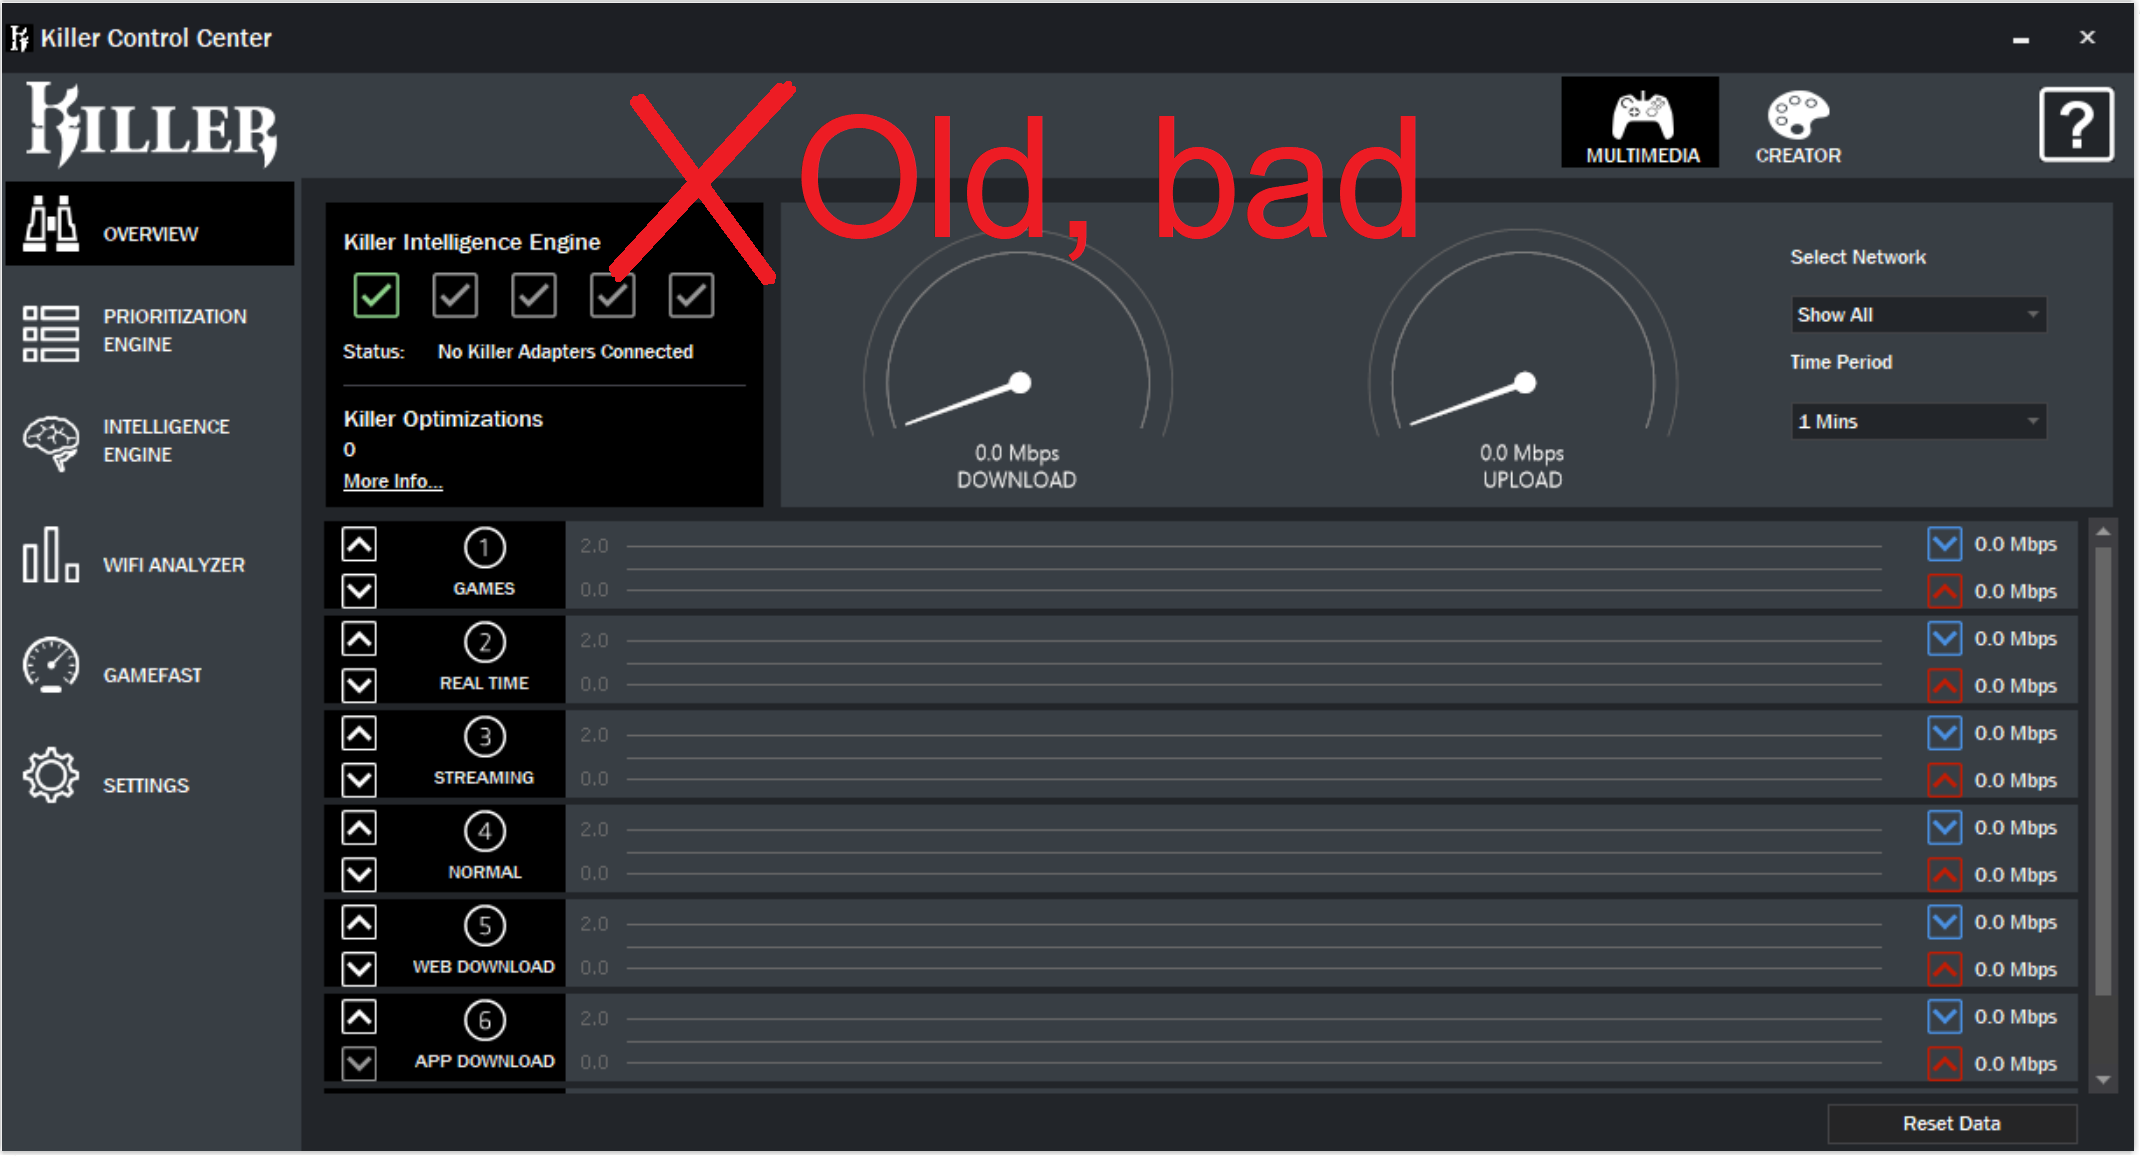 Killer Control Center
KILLER
Old, bad
MULTIMEDIA
CREATOR
?
OVERVIEW
PRIORITIZATION
ENGINE
INTELLIGENCE
ENGINE
WIFI ANALYZER
GAMEFAST
SETTINGS
Killer Intelligence Engine
Status: No Killer Adapters Connected
Killer Optimizations
0
More Info...
0.0 Mbps
DOWNLOAD
0.0 Mbps
UPLOAD
Select Network
Show All
Time Period
1 Mins
1
GAMES
2.0
0.0
0.0 Mbps
0.0 Mbps
2
REAL TIME
2.0
0.0
0.0 Mbps
0.0 Mbps
3
STREAMING
2.0
0.0
0.0 Mbps
0.0 Mbps
4
NORMAL
2.0
0.0
0.0 Mbps
0.0 Mbps
5
WEB DOWNLOAD
2.0
0.0
0.0 Mbps
0.0 Mbps
6
APP DOWNLOAD
2.0
0.0
0.0 Mbps
0.0 Mbps
Reset Data